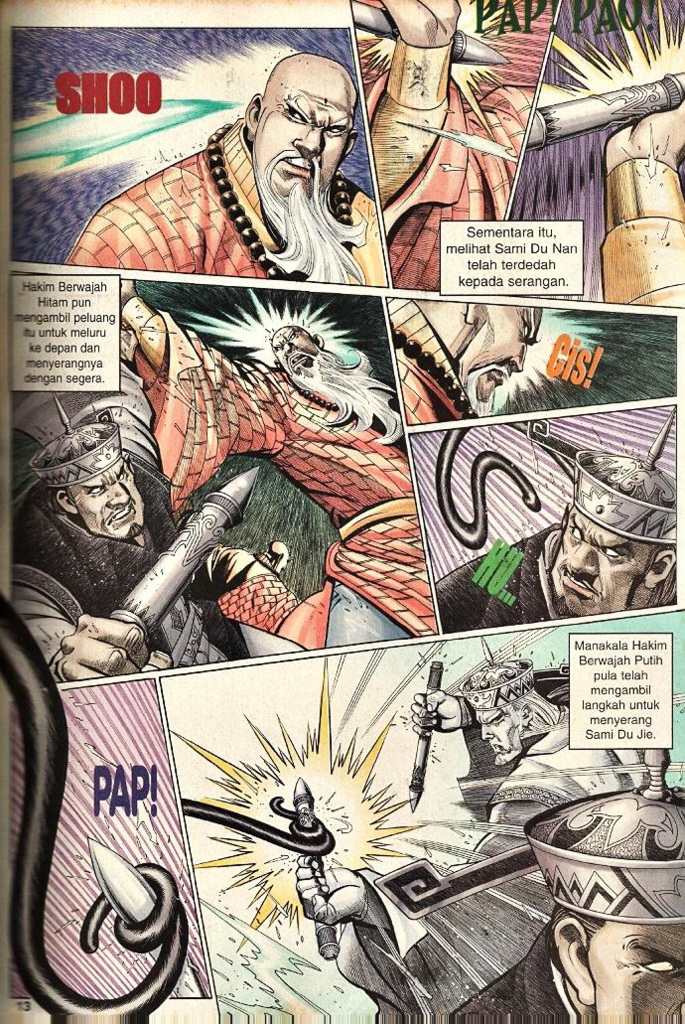 PAP! PAO!
SHOO
Sementara itu,
melihat Sami Du Nan
telah terdedah
kepada serangan.
Hakim Berwajah
Hitam pun
mengambil peluang
itu untuk meluru
ke depan dan
menyerangnya
dengan segera.
Cis!
HU..
Manakala Hakim
Berwajah Putih
pula telah
mengambil
langkah untuk
menyerang
Sami Du Jie.
PAP!
13